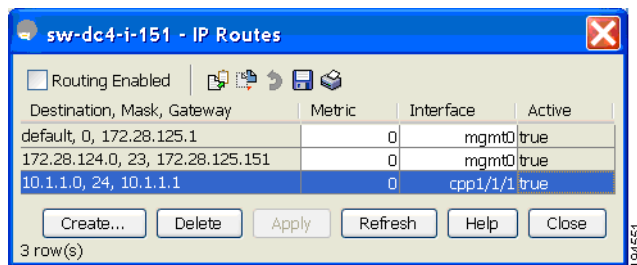 sw-dc4-i-151 - IP Routes
Routing Enabled
Destination, Mask, Gateway Metric Interface Active
default, 0, 172.28.125.1 0 mgmt0 true
172.28.124.0, 23, 172.28.125.151 0 mgmt0 true
10.1.1.0, 24, 10.1.1.1 0 cpp1/1/1 true
Create... Delete Apply Refresh Help Close
3 row(s)
194551